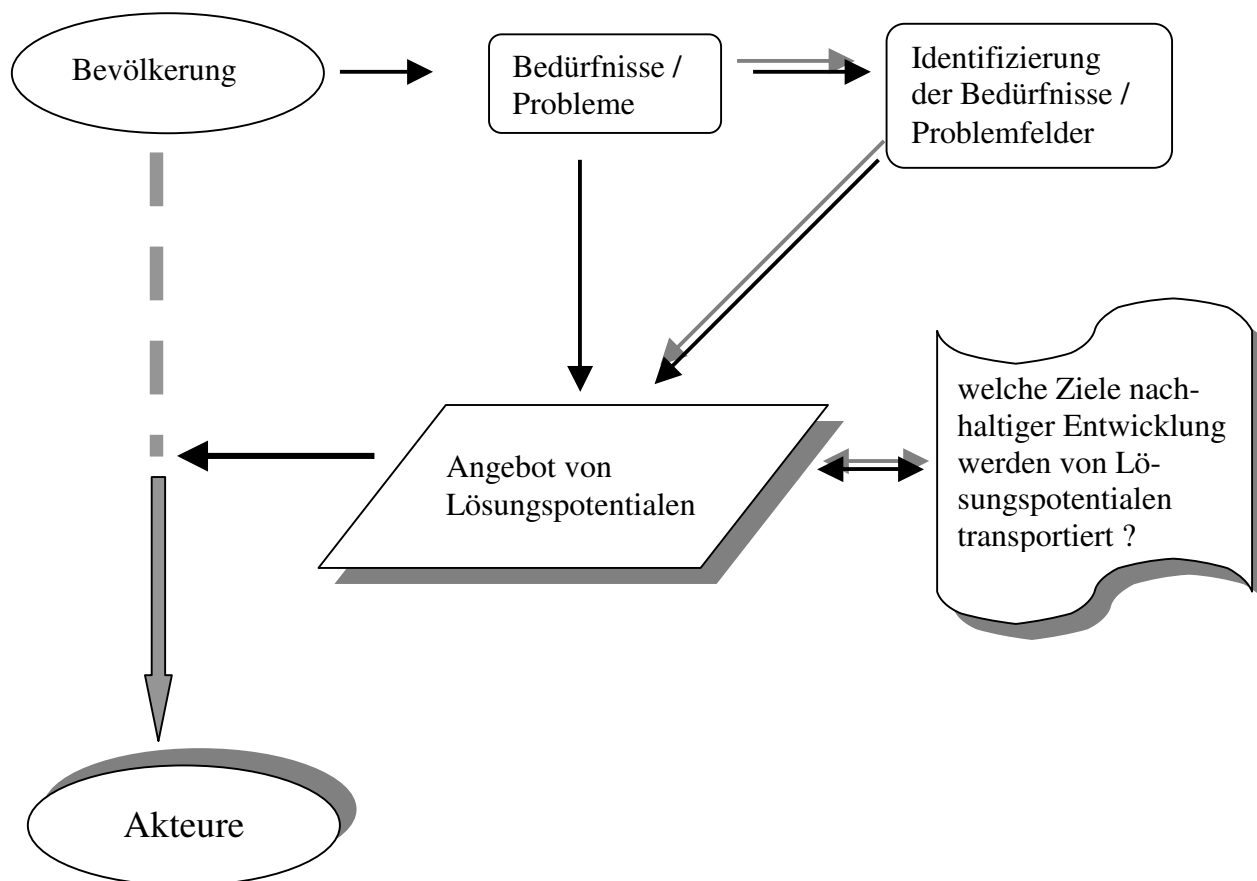 Bevölkerung
Bedürfnisse /
Probleme
Identifizierung
der Bedürfnisse /
Problemfelder
welche Ziele nach-
haltiger Entwicklung
werden von Lö-
sungspotentialen
transportiert ?
Angebot von
Lösungspotentialen
Akteure